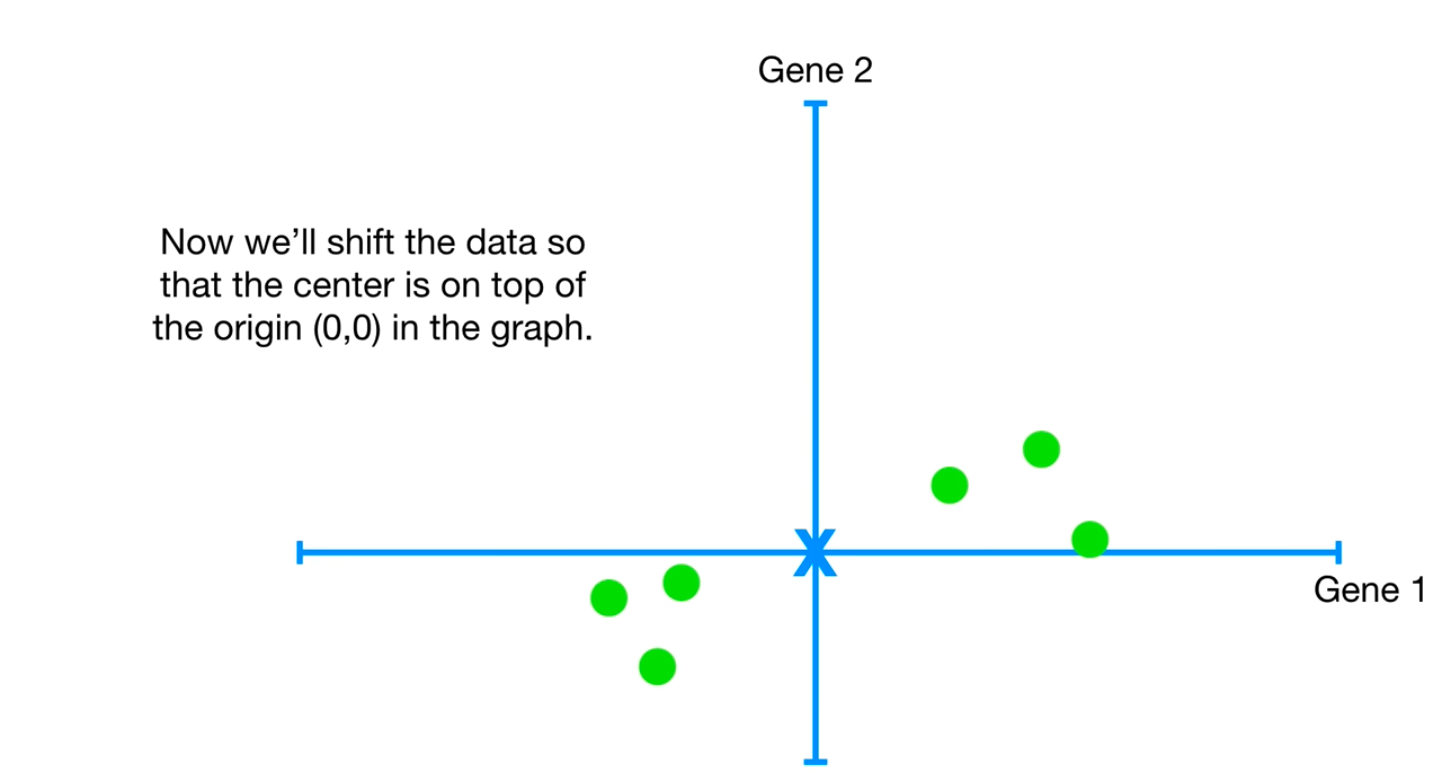 Gene 2
Now we’ll shift the data so
that the center is on top of
the origin (0,0) in the graph.
X
Gene 1